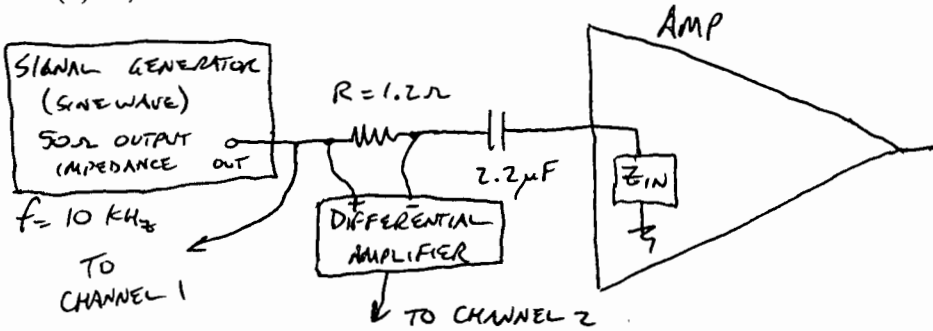 AMP
SIGNAL GENERATOR
(SINEWAVE)
50Ω OUTPUT
IMPEDANCE OUT
R = 1.2Ω
2.2μF
Z_IN
f= 10 KHz
+ -
DIFFERENTIAL
AMPLIFIER
TO
CHANNEL 1
TO CHANNEL 2